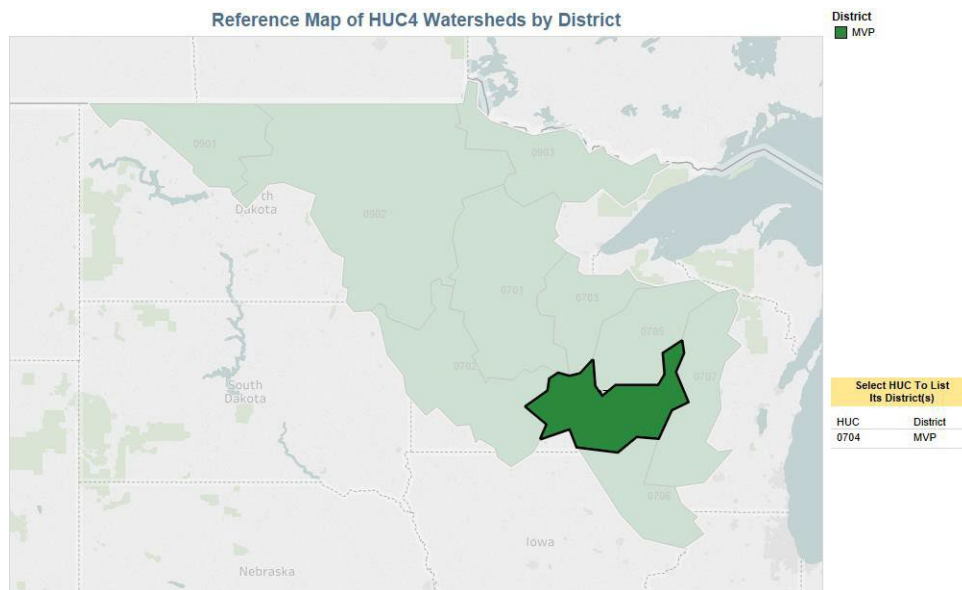 Reference Map of HUC4 Watersheds by District
District
MVP
0901
0903
th
Dakota
0902
0701
0703
0705
0702
0707
South
Dakota
Select HUC To List
Its District(s)
HUC District
0704 MVP
0706
Iowa
Nebraska